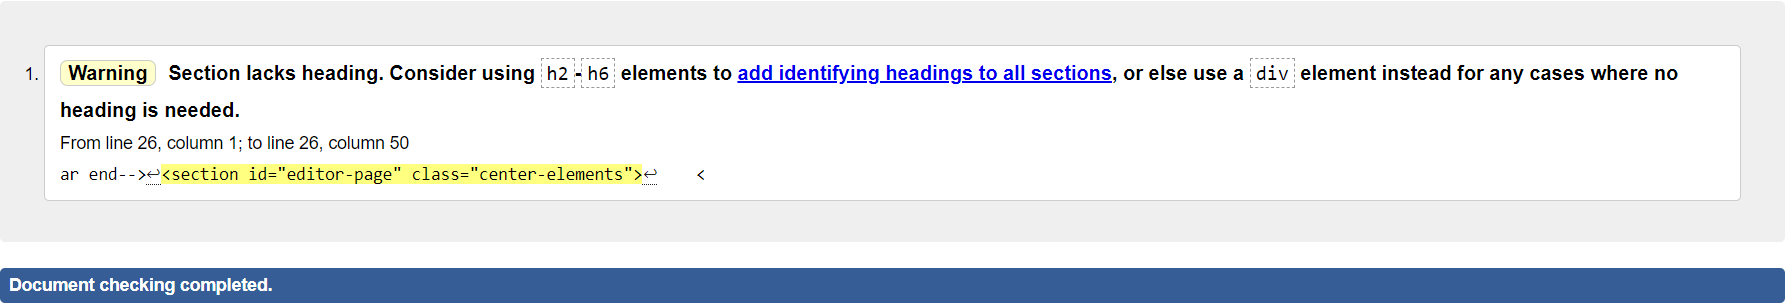 1. Warning Section lacks heading. Consider using h2-h6 elements to add identifying headings to all sections, or else use a div element instead for any cases where no
heading is needed.
From line 26, column 1; to line 26, column 50
ar end-->↩<section id="editor-page" class="center-elements">↩    <
Document checking completed.